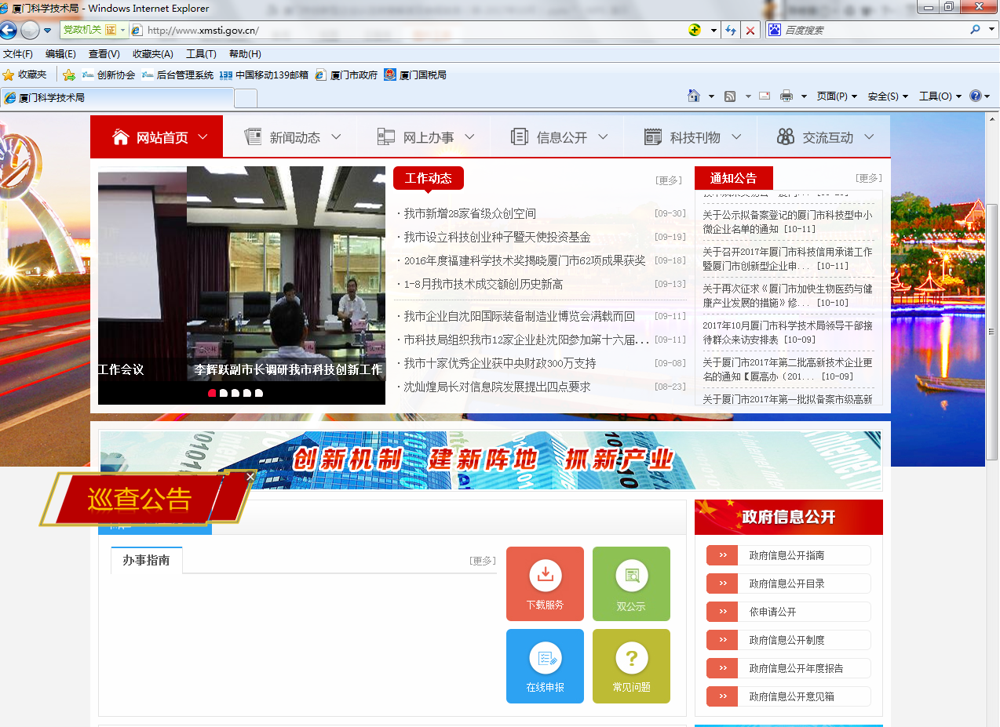 厦门科学技术局 - Windows Internet Explorer
党政机关 证 http://www.xmsti.gov.cn/ 百度搜索
文件(F) 编辑(E) 查看(V) 收藏夹(A) 工具(T) 帮助(H)
收藏夹 创新协会 后台管理系统 139 中国移动139邮箱 厦门市政府 厦门国税局
厦门科学技术局 页面(P) 安全(S) 工具(O)
网站首页 新闻动态 网上办事 信息公开 科技刊物 交流互动
工作会议
李辉跃副市长调研我市科技创新工作
工作动态 [更多]
· 我市新增28家省级众创空间 [09-30]
· 我市设立科技创业种子暨天使投资基金 [09-19]
· 2016年度福建科学技术奖揭晓厦门市62项成果获奖 [09-18]
· 1-8月我市技术成交额创历史新高 [09-13]
· 我市企业自沈阳国际装备制造业博览会满载而回 [09-11]
· 市科技局组织我市12家企业赴沈阳参加第十六届... [09-11]
· 我市十家优秀企业获中央财政300万支持 [09-08]
· 沈灿煌局长对信息院发展提出四点要求 [08-23]
通知公告 [更多]
关于公示拟备案登记的厦门市科技型中小
微企业名单的通知 [10-11]
关于召开2017年厦门市科技信用承诺工作
暨厦门市创新型企业申... [10-11]
关于再次征求《厦门市加快生物医药与健
康产业发展的措施》修... [10-10]
2017年10月厦门市科学技术局领导干部接
待群众来访安排表 [10-09]
关于厦门市2017年第二批高新技术企业更
名的通知【厦高办（201... [10-09]
关于厦门市2017年第一批拟备案市级高新
创新机制 建新阵地 抓新产业
巡查公告
办事指南 [更多]
下载服务
双公示
在线申报
常见问题
政府信息公开
政府信息公开指南
政府信息公开目录
依申请公开
政府信息公开制度
政府信息公开年度报告
政府信息公开意见箱